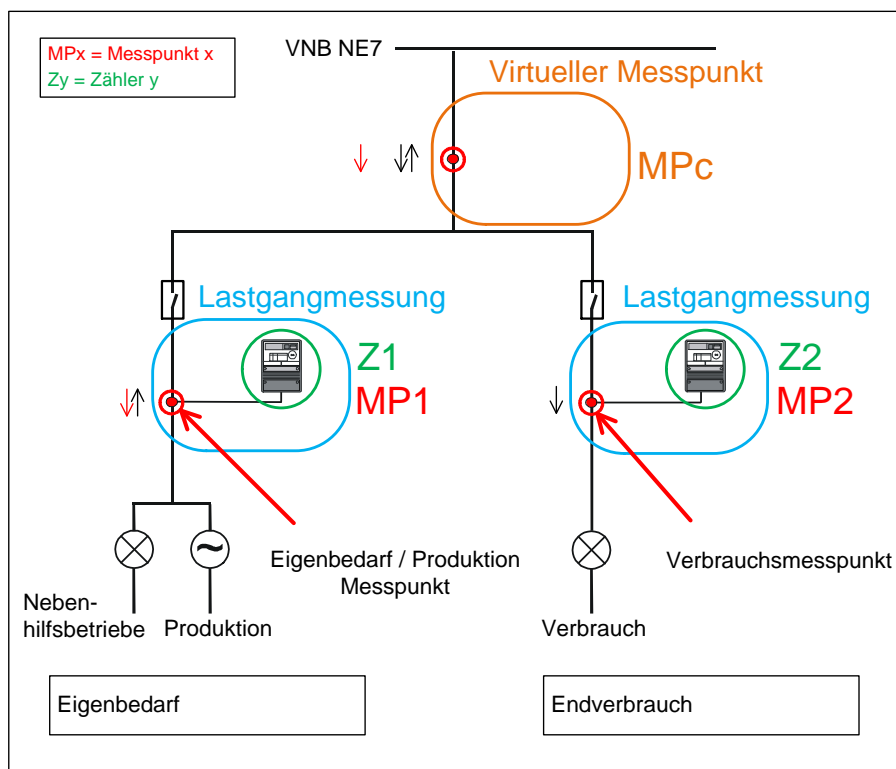 MPx = Messpunkt x
Zy = Zähler y
VNB NE7
Virtueller Messpunkt
MPc
Lastgangmessung
Z1
MP1
Lastgangmessung
Z2
MP2
Eigenbedarf / Produktion
Messpunkt
Verbrauchsmesspunkt
Neben-
hilfsbetriebe
Produktion
Verbrauch
Eigenbedarf
Endverbrauch